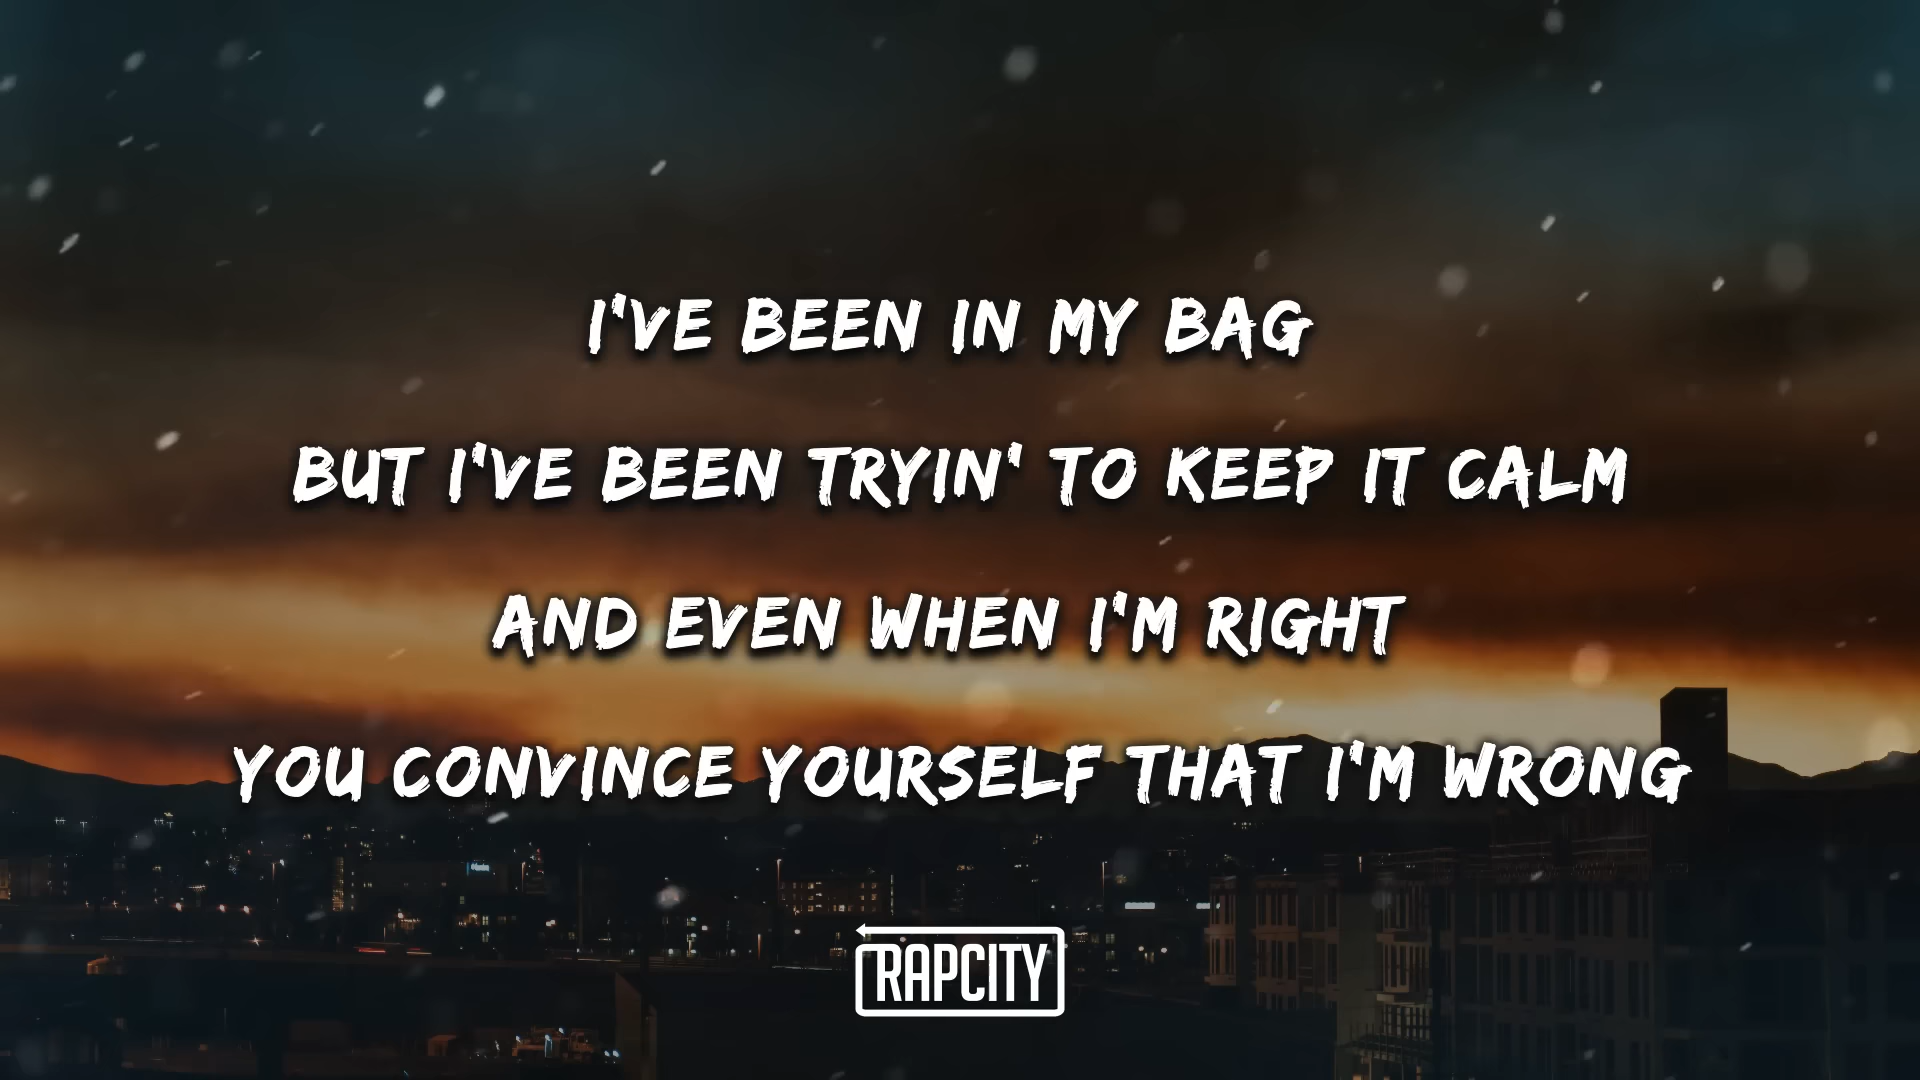 I'VE BEEN IN MY BAG
BUT I'VE BEEN TRYIN' TO KEEP IT CALM
AND EVEN WHEN I'M RIGHT
YOU CONVINCE YOURSELF THAT I'M WRONG
RAPCITY